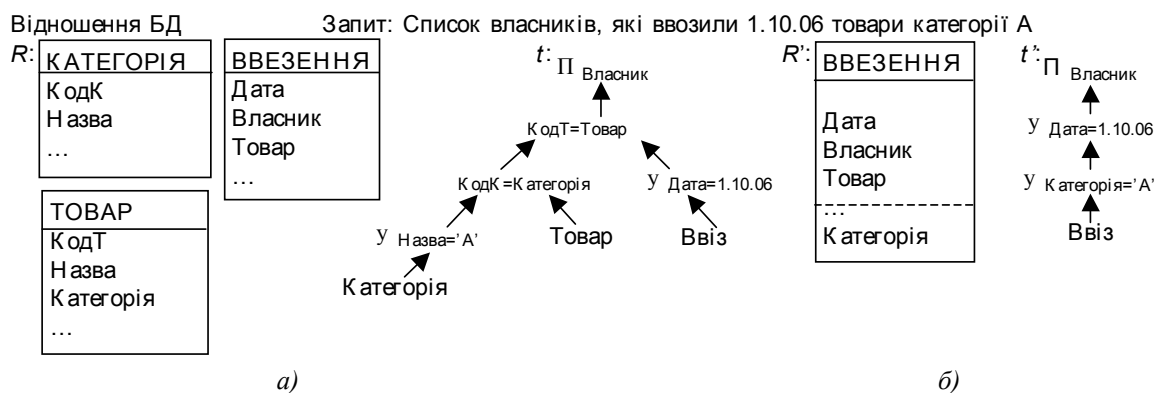 Відношення БД
Запит: Список власників, які ввозили 1.10.06 товари категорії А
R:
КАТЕГОРІЯ
КодК
Назва
...
ВВЕЗЕННЯ
Дата
Власник
Товар
...
ТОВАР
КодТ
Назва
Категорія
...
t:
П Власник
КодТ=Товар
КодК=Категорія
у Дата=1.10.06
у Назва='А'
Товар
Ввіз
Категорія
R':
ВВЕЗЕННЯ
Дата
Власник
Товар
...
Категорія
t':
П Власник
у Дата=1.10.06
у Категорія='А'
Ввіз
а)
б)